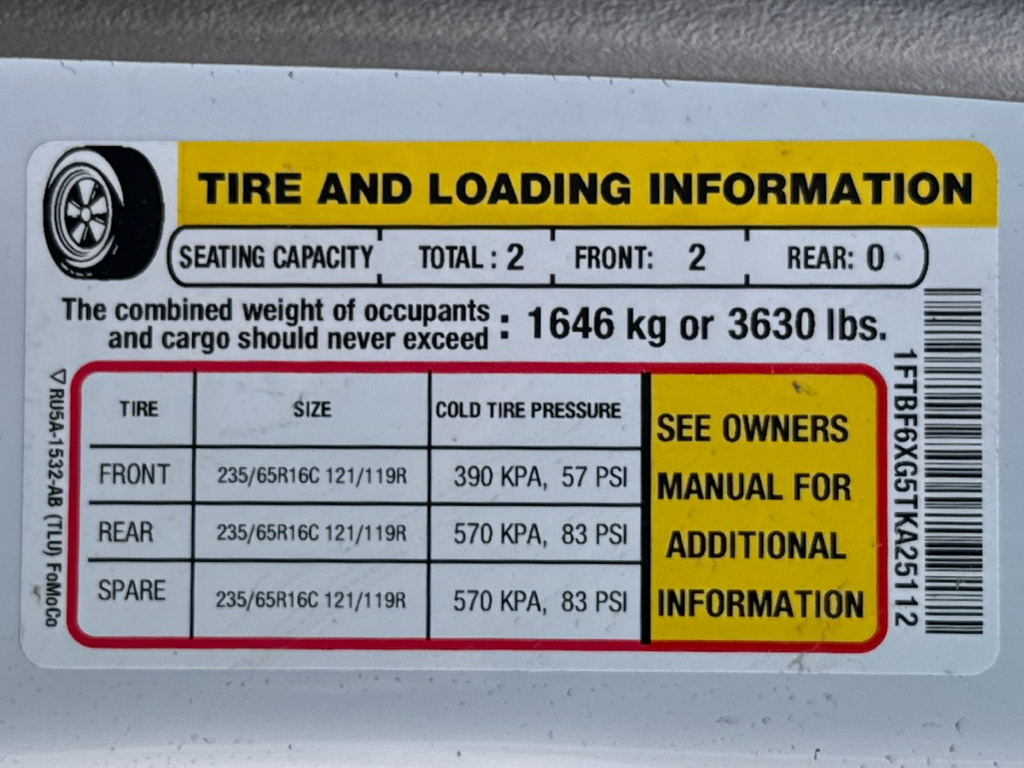 TIRE AND LOADING INFORMATION
SEATING CAPACITY TOTAL : 2 FRONT: 2 REAR: 0
The combined weight of occupants
and cargo should never exceed : 1646 kg or 3630 lbs.
TIRE SIZE COLD TIRE PRESSURE
FRONT 235/65R16C 121/119R 390 KPA, 57 PSI
REAR 235/65R16C 121/119R 570 KPA, 83 PSI
SPARE 235/65R16C 121/119R 570 KPA, 83 PSI
SEE OWNERS
MANUAL FOR
ADDITIONAL
INFORMATION
1FTBF6XG5TKA25112
RU5A-1532-AB (TLU) FoMoCo